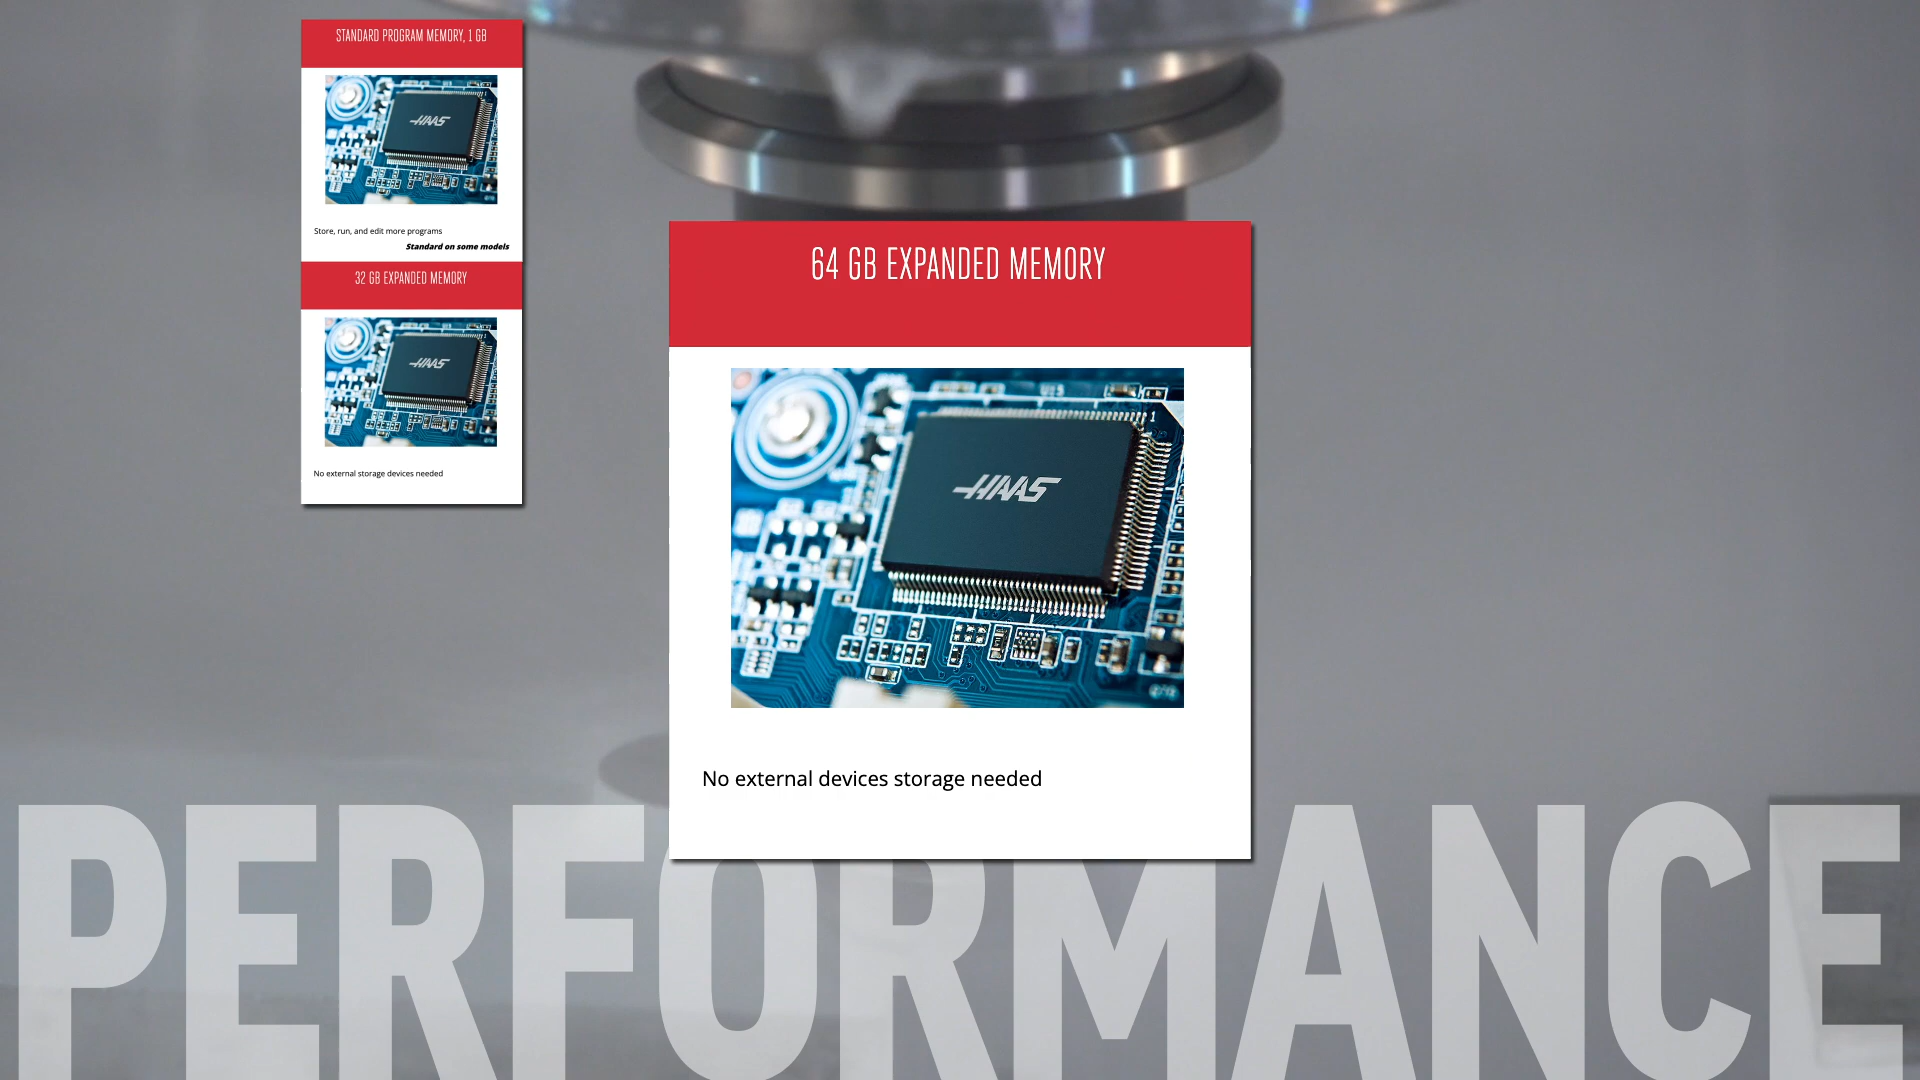 STANDARD PROGRAM MEMORY, 1 GB
HAAS
Store, run, and edit more programs
Standard on some models
32 GB EXPANDED MEMORY
HAAS
No external storage devices needed
64 GB EXPANDED MEMORY
1
HAAS
No external devices storage needed
PERFORMANCE